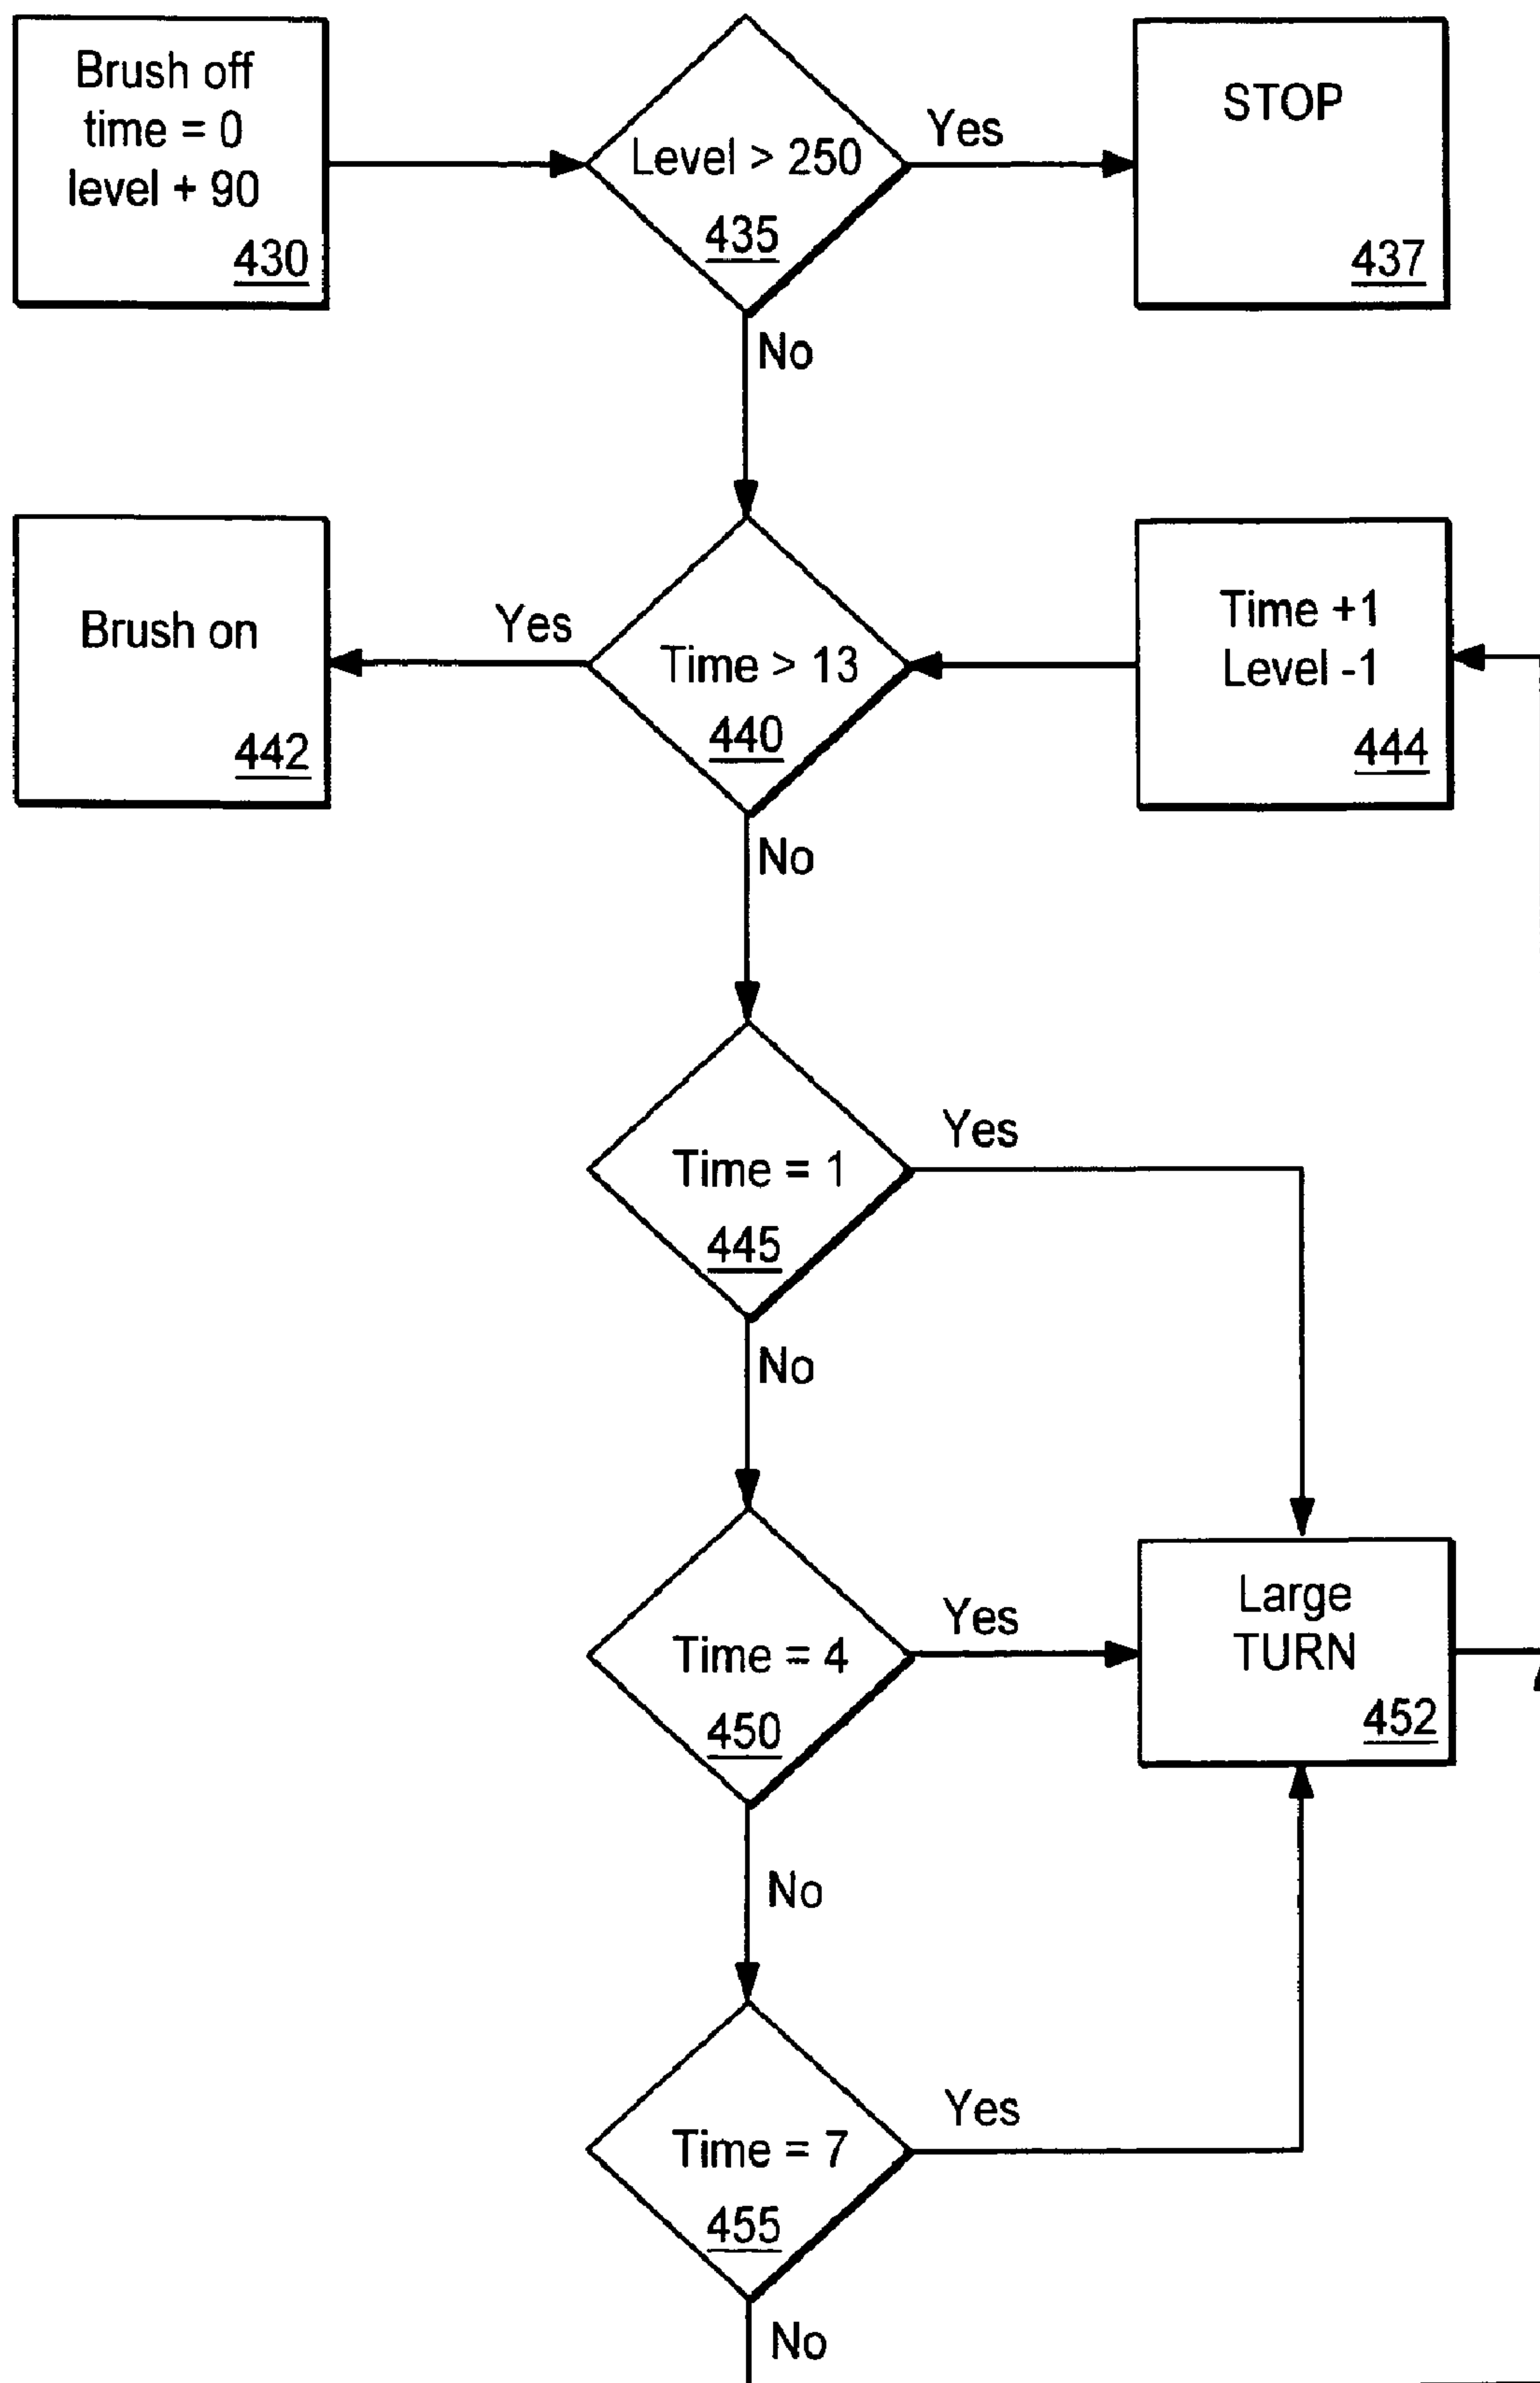 Brush off
time = 0
level + 90
430
Level > 250
435
Yes
STOP
437
No
Brush on
442
Yes
Time > 13
440
Time +1
Level -1
444
No
Time = 1
445
Yes
No
Time = 4
450
Yes
Large
TURN
452
No
Time = 7
455
Yes
No